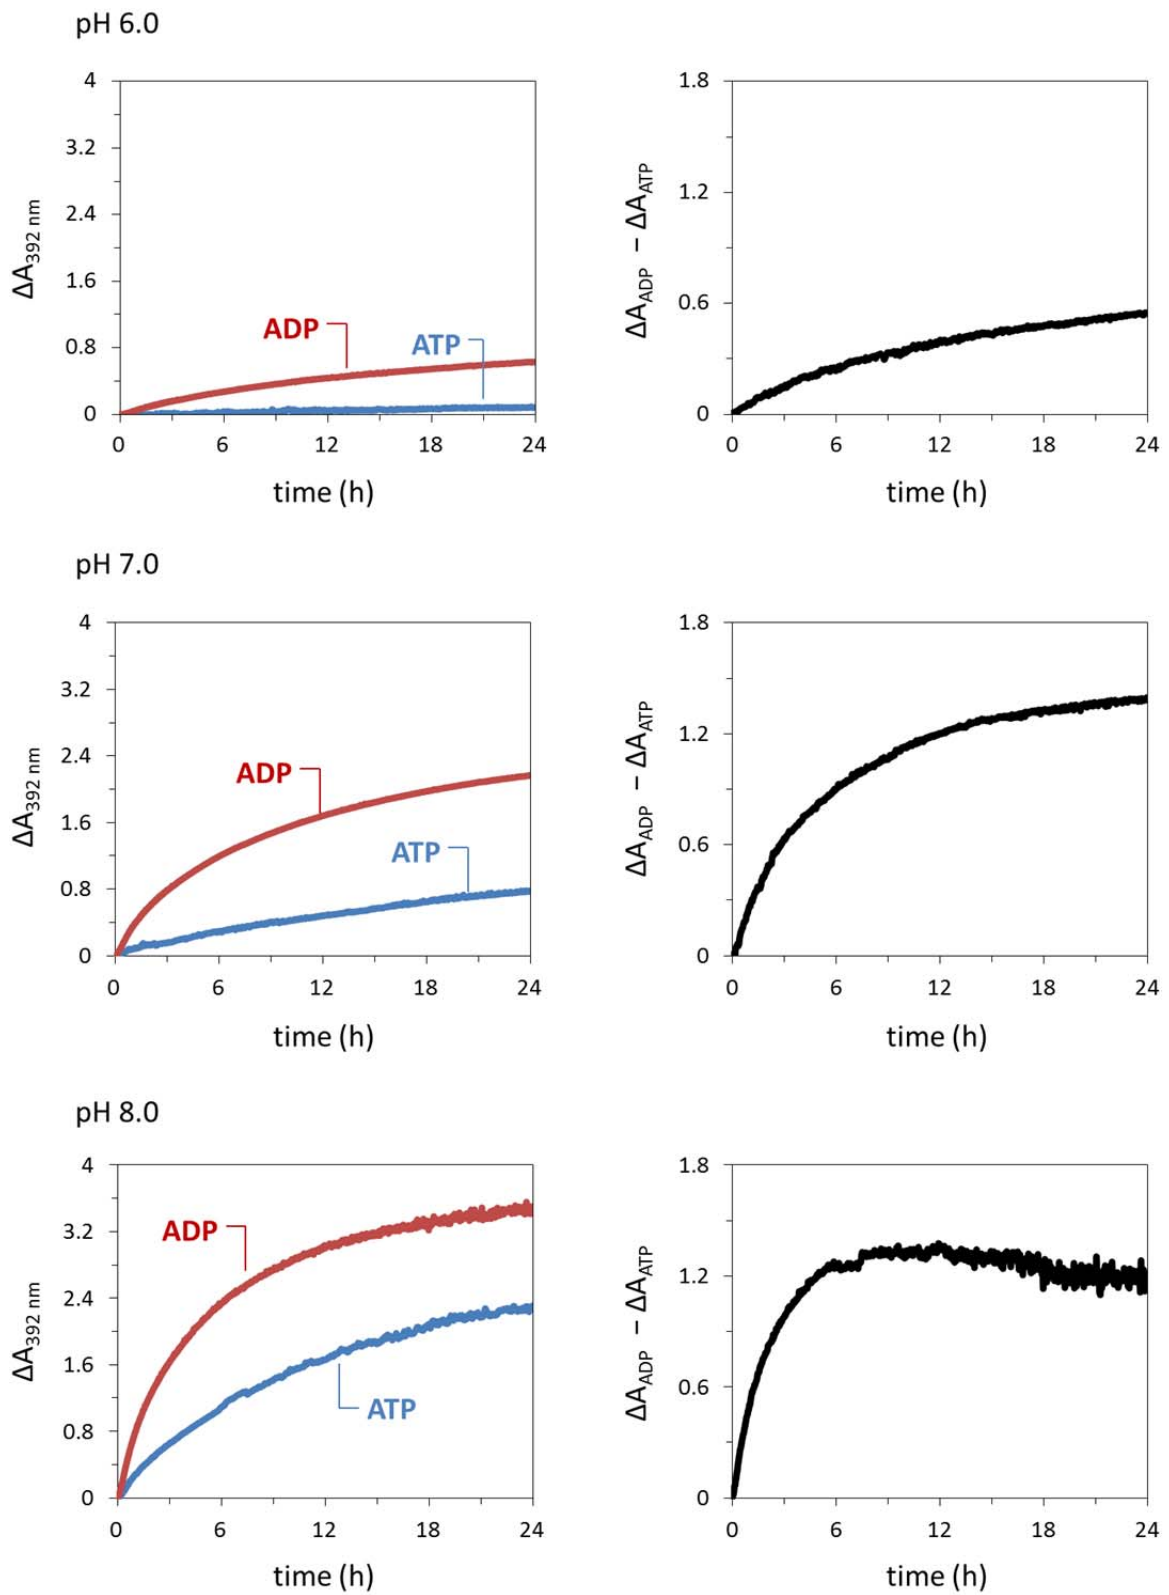 pH 6.0
4
3.2
2.4
1.6
0.8
0
ΔA392 nm
ADP
ATP
0 6 12 18 24
time (h)
1.8
1.2
0.6
0
ΔAADP – ΔAATP
0 6 12 18 24
time (h)
pH 7.0
4
3.2
2.4
1.6
0.8
0
ΔA392 nm
ADP
ATP
0 6 12 18 24
time (h)
1.8
1.2
0.6
0
ΔAADP – ΔAATP
0 6 12 18 24
time (h)
pH 8.0
4
3.2
2.4
1.6
0.8
0
ΔA392 nm
ADP
ATP
0 6 12 18 24
time (h)
1.8
1.2
0.6
0
ΔAADP – ΔAATP
0 6 12 18 24
time (h)